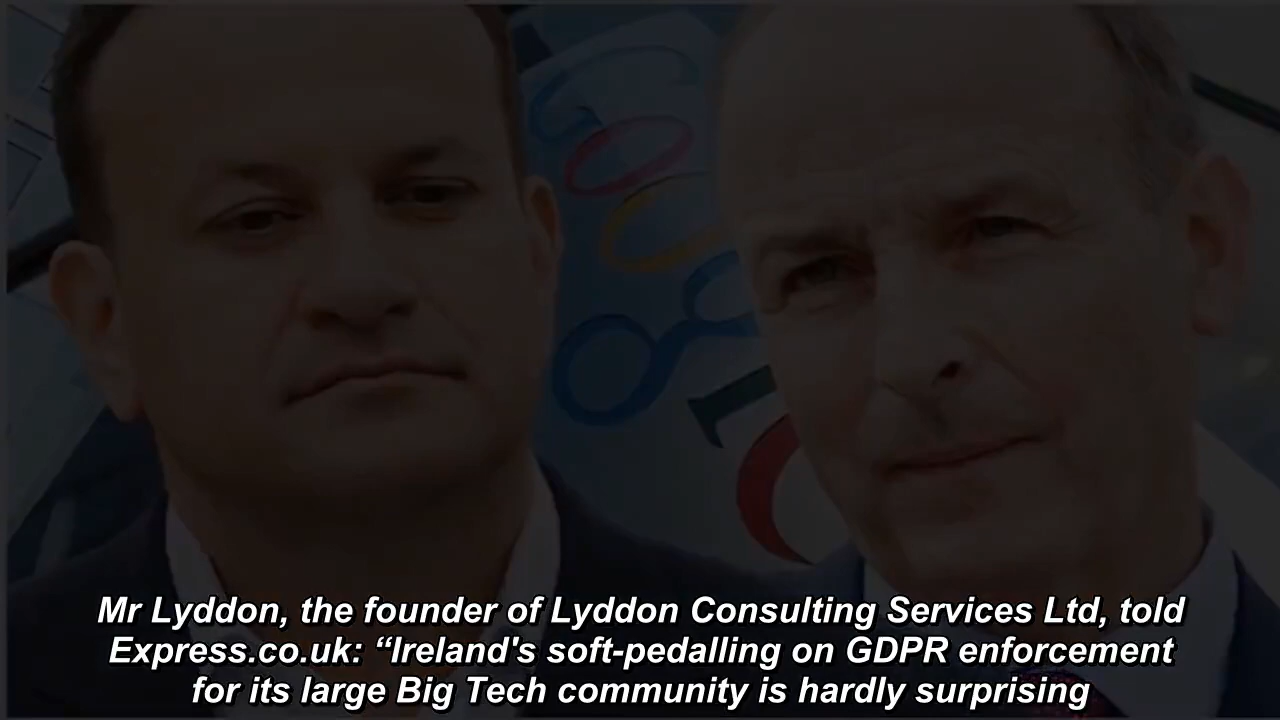 Google
Mr Lyddon, the founder of Lyddon Consulting Services Ltd, told
Express.co.uk: “Ireland's soft-pedalling on GDPR enforcement
for its large Big Tech community is hardly surprising